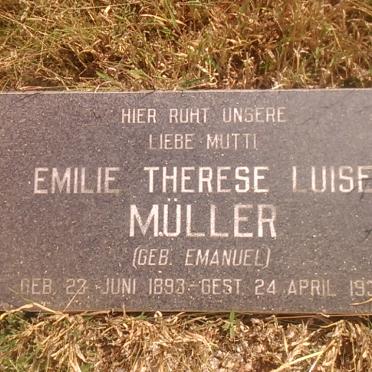 HIER RUHT UNSERE
LIEBE MUTTI
EMILIE THERESE LUISE
MÜLLER
(GEB. EMANUEL)
GEB. 23 JUNI 1893 - GEST. 24 APRIL